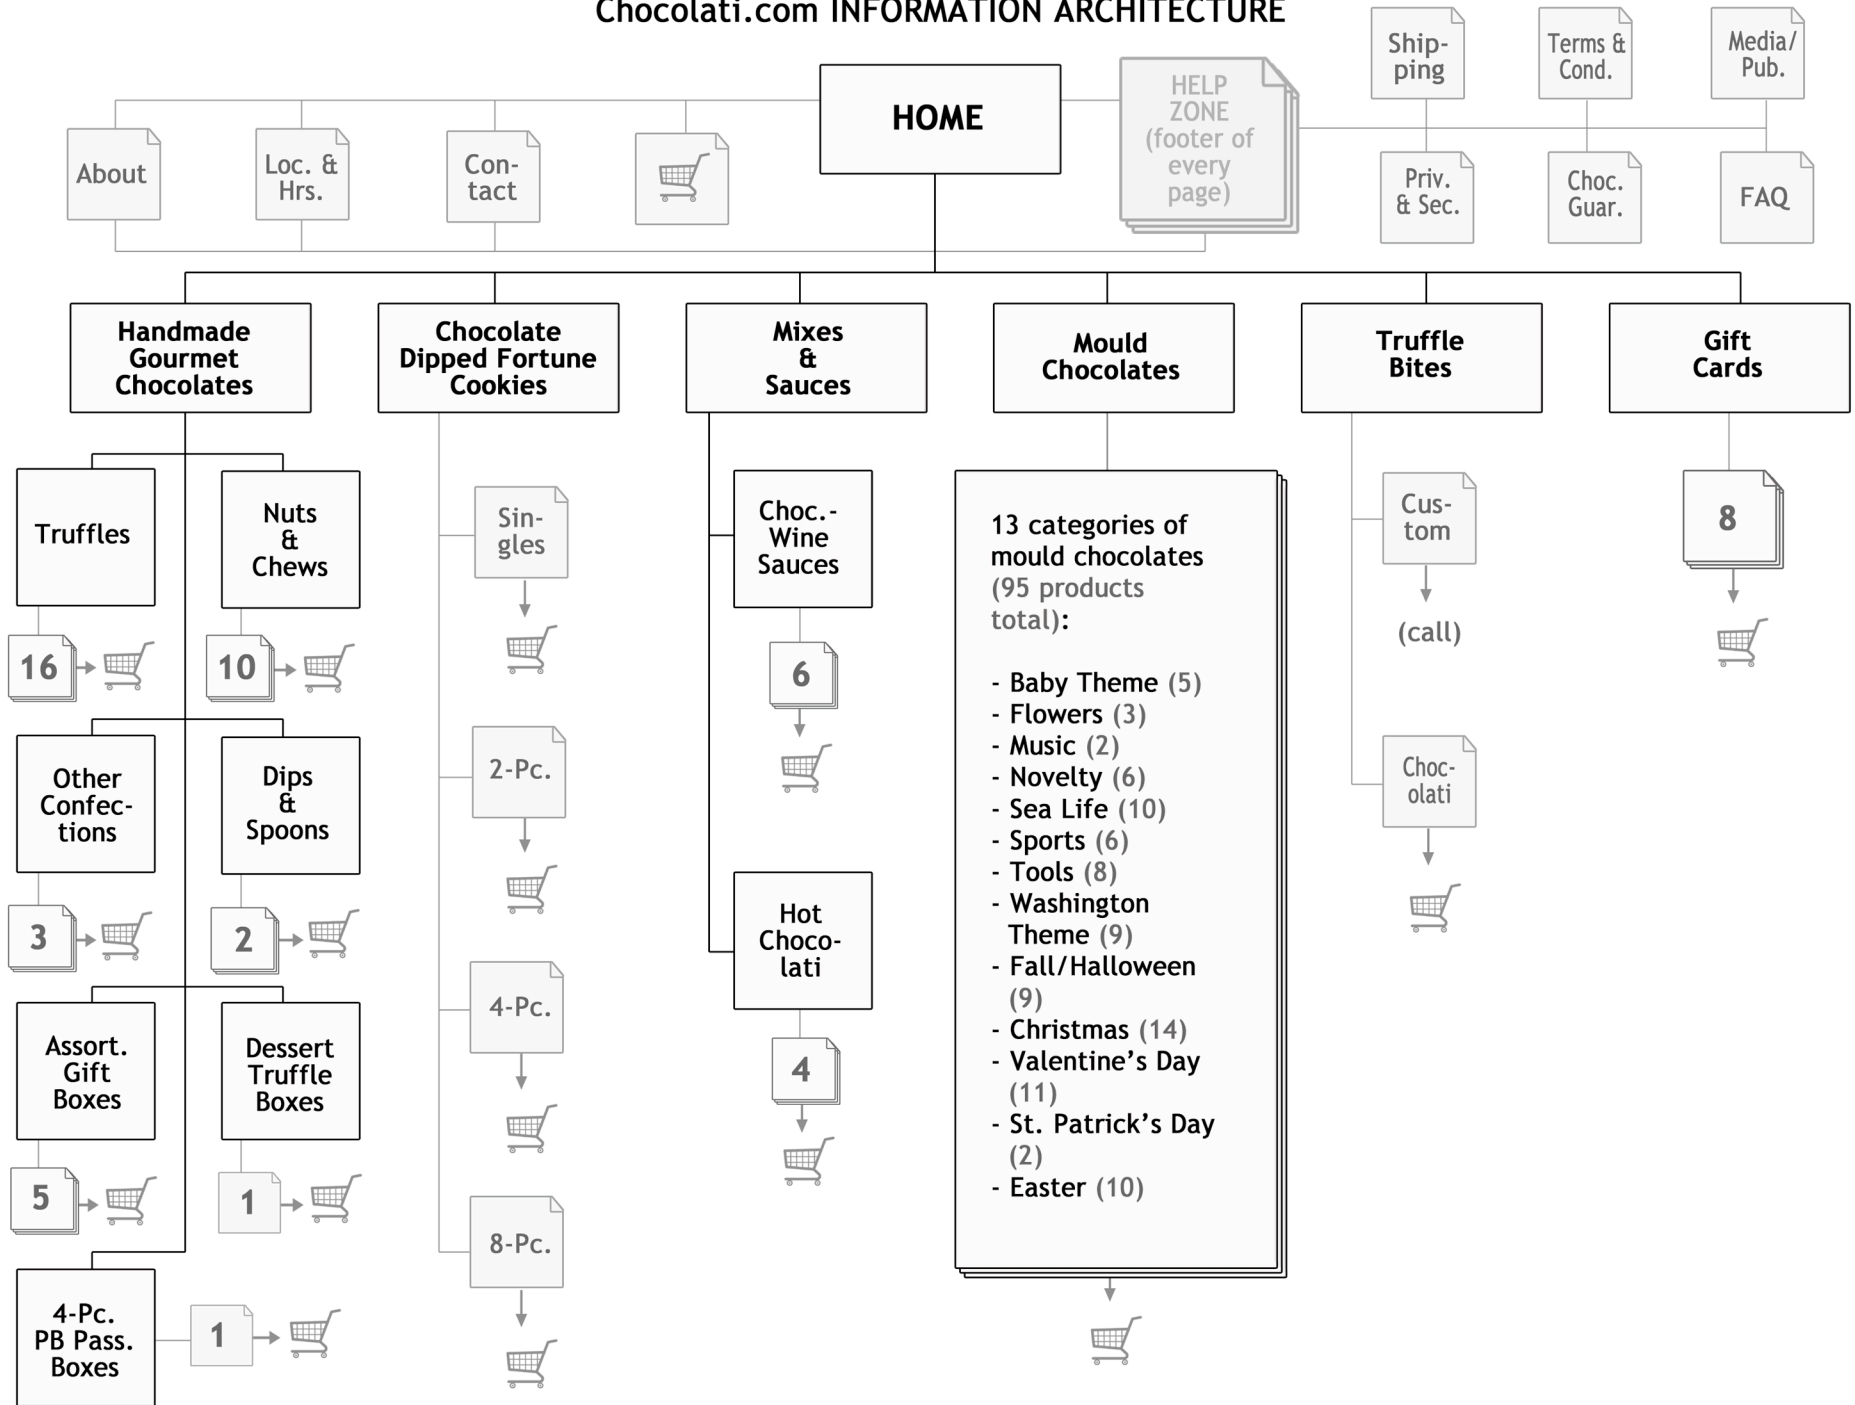 Chocolati.com INFORMATION ARCHITECTURE
HOME
HELP
ZONE
(footer of
every
page)
Ship-
ping
Terms &
Cond.
Media/
Pub.
About
Loc. &
Hrs.
Con-
tact
Priv.
& Sec.
Choc.
Guar.
FAQ
Handmade
Gourmet
Chocolates
Chocolate
Dipped Fortune
Cookies
Mixes
&
Sauces
Mould
Chocolates
Truffle
Bites
Gift
Cards
Truffles
16
Nuts
&
Chews
10
Other
Confec-
tions
3
Dips
&
Spoons
2
Assort.
Gift
Boxes
5
Dessert
Truffle
Boxes
1
4-Pc.
PB Pass.
Boxes
1
Sin-
gles
2-Pc.
4-Pc.
8-Pc.
Choc.-
Wine
Sauces
6
Hot
Choco-
lati
4
13 categories of
mould chocolates
(95 products
total):
- Baby Theme (5)
- Flowers (3)
- Music (2)
- Novelty (6)
- Sea Life (10)
- Sports (6)
- Tools (8)
- Washington
Theme (9)
- Fall/Halloween
(9)
- Christmas (14)
- Valentine’s Day
(11)
- St. Patrick’s Day
(2)
- Easter (10)
Cus-
tom
(call)
Choc-
olati
8